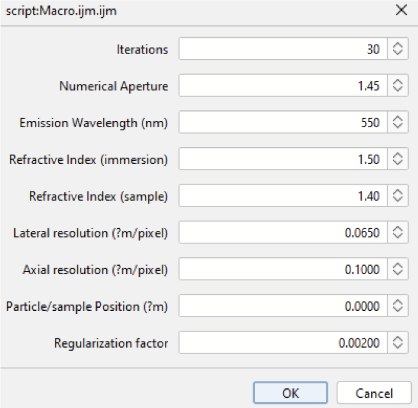 script:Macro.ijm.ijm
Iterations 30
Numerical Aperture 1.45
Emission Wavelength (nm) 550
Refractive Index (immersion) 1.50
Refractive Index (sample) 1.40
Lateral resolution (?m/pixel) 0.0650
Axial resolution (?m/pixel) 0.1000
Particle/sample Position (?m) 0.0000
Regularization factor 0.00200
OK Cancel